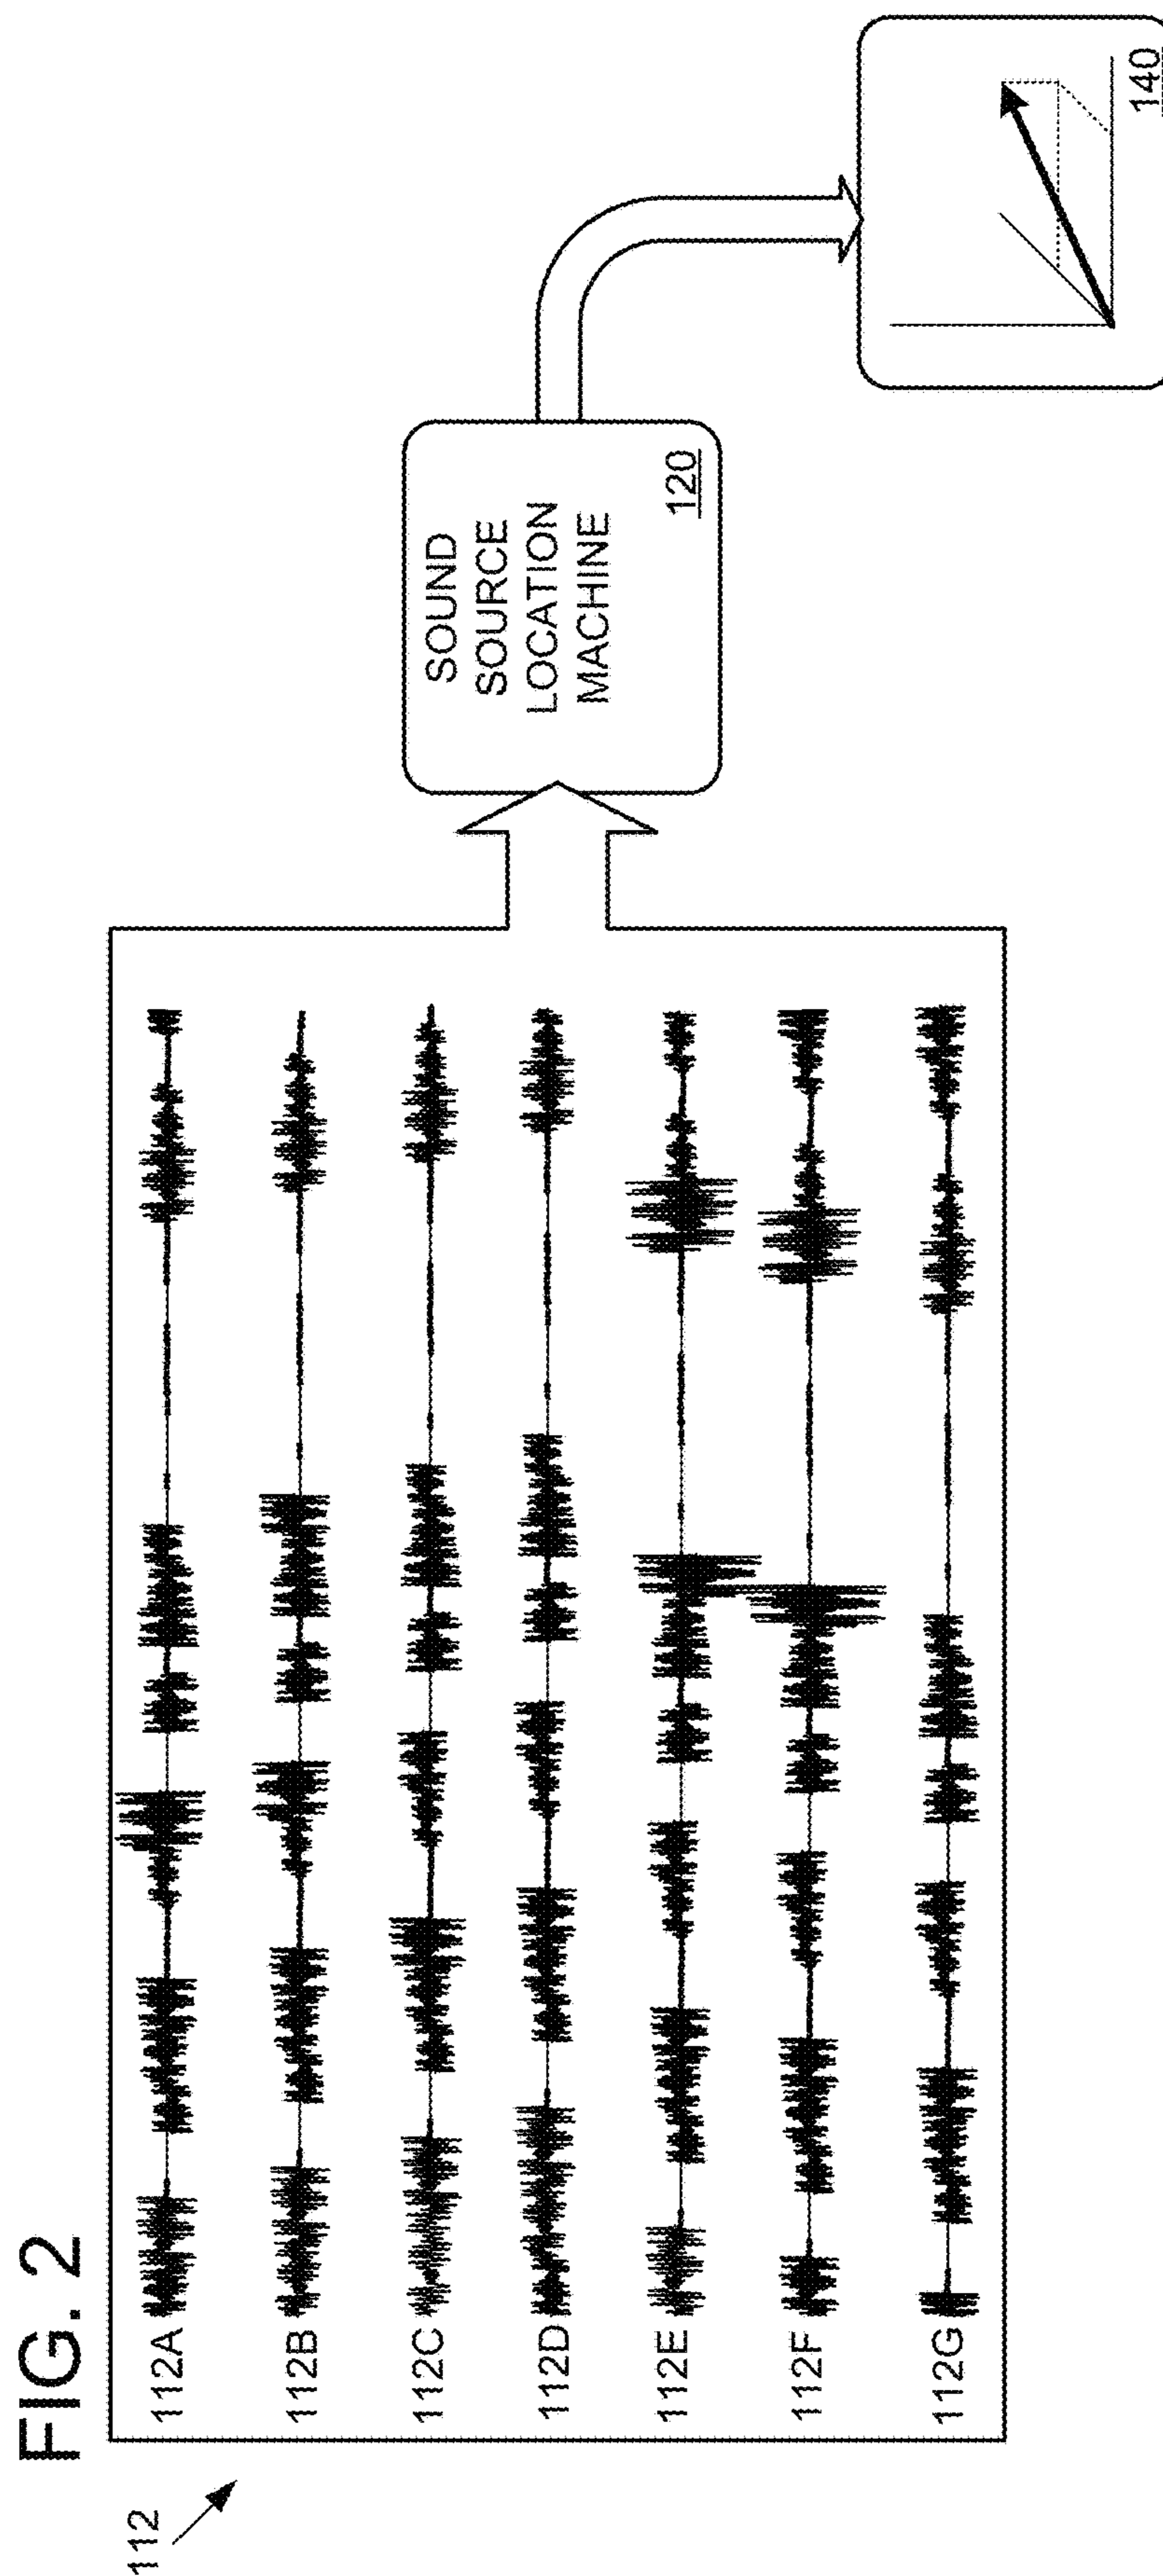 FIG. 2
112
112A
112B
112C
112D
112E
112F
112G
SOUND
SOURCE
LOCATION
MACHINE
120
140